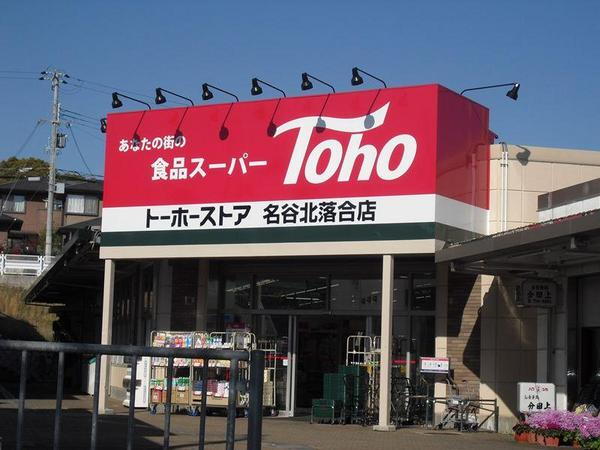 あなたの街の
食品スーパー
Toho
トーホーストア 名谷北落合店